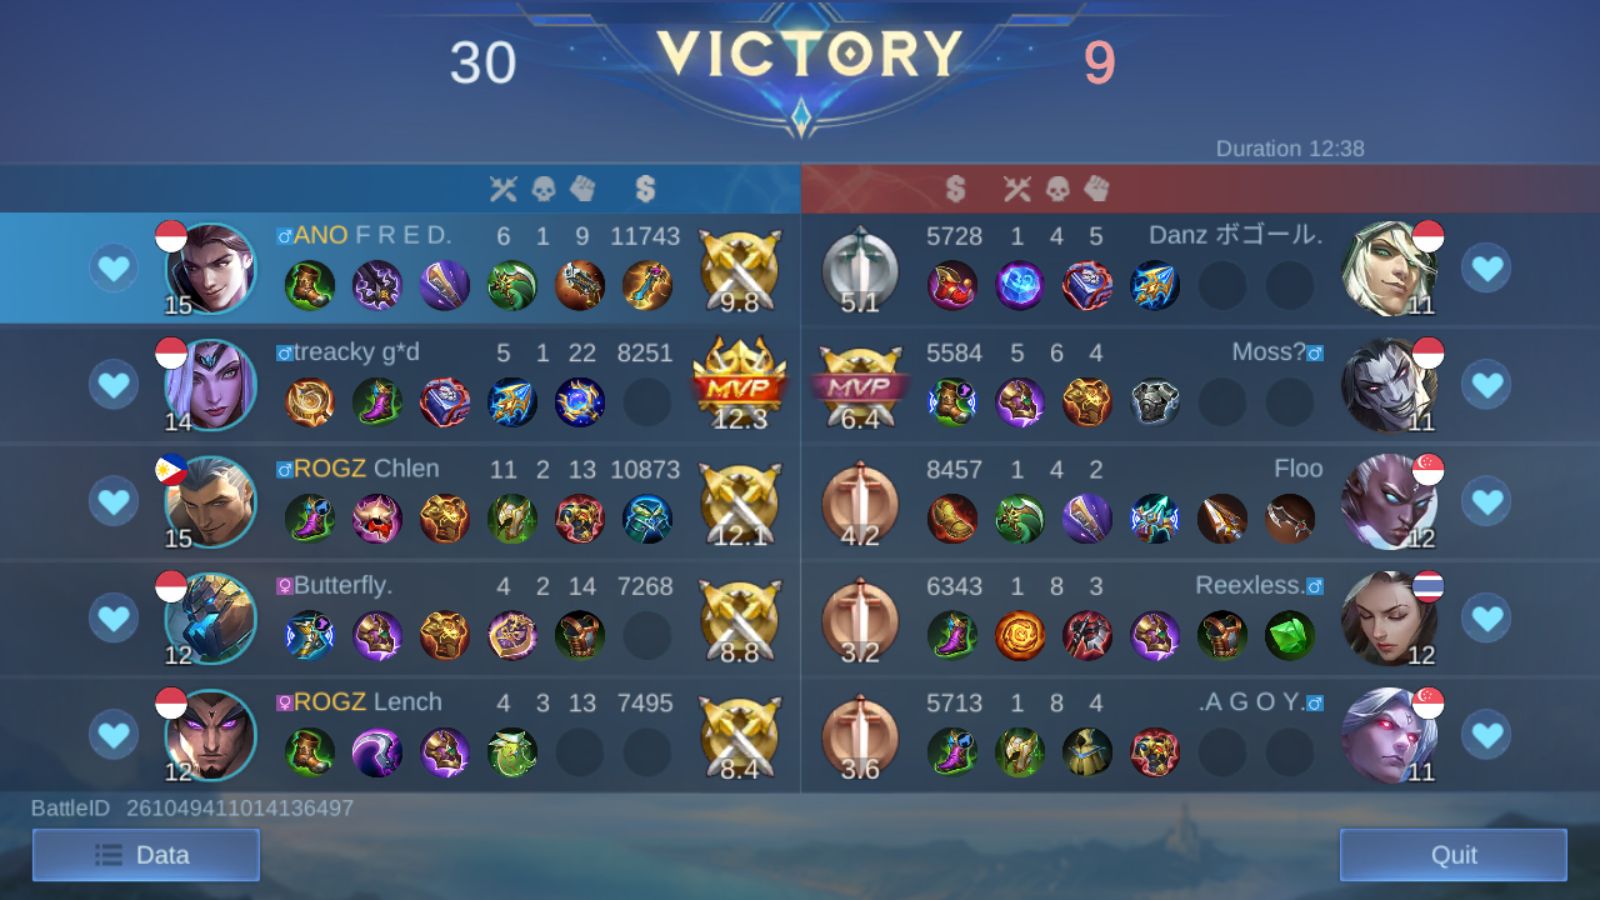 30 VICTORY 9
Duration 12:38
ANO F R E D. 6 1 9 11743
15 9.8
5728 1 4 5 Danz ボゴール.
5.1 11
treacky g*d 5 1 22 8251
14 MVP 12.3
5584 5 6 4 Moss?
MVP 6.4 11
ROGZ Chlen 11 2 13 10873
15 12.1
8457 1 4 2 Floo
4.2 12
Butterfly. 4 2 14 7268
12 8.8
6343 1 8 3 Reexless.
3.2 12
ROGZ Lench 4 3 13 7495
12 8.4
5713 1 8 4 .A G O Y.
3.6 11
BattleID 261049411014136497
Data
Quit